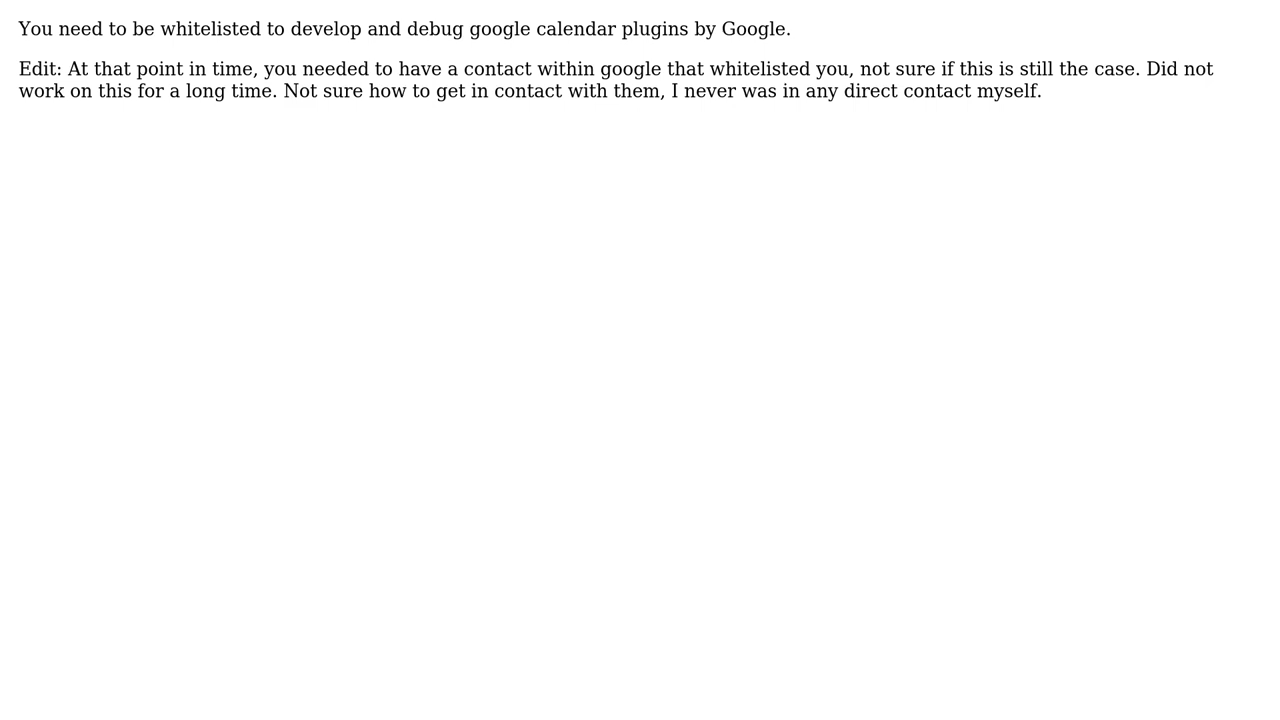 You need to be whitelisted to develop and debug google calendar plugins by Google.
Edit: At that point in time, you needed to have a contact within google that whitelisted you, not sure if this is still the case. Did not
work on this for a long time. Not sure how to get in contact with them, I never was in any direct contact myself.